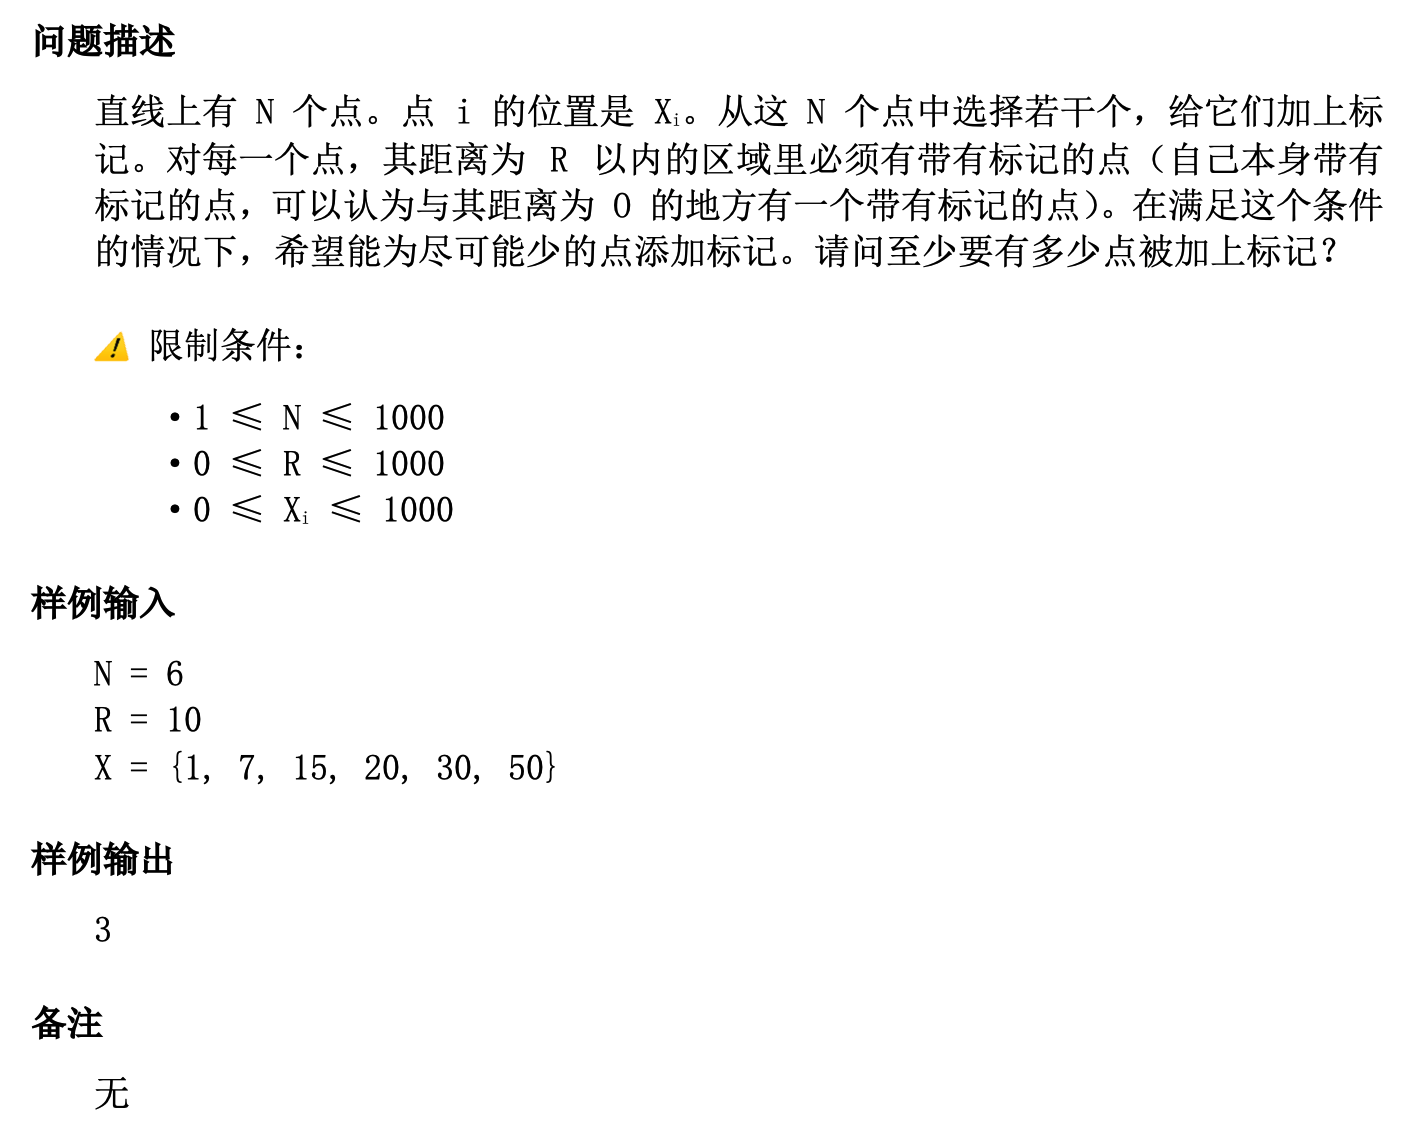 问题描述
直线上有 N 个点。点 i 的位置是 Xᵢ。从这 N 个点中选择若干个，给它们加上标
记。对每一个点，其距离为 R 以内的区域里必须有带有标记的点（自己本身带有
标记的点，可以认为与其距离为 0 的地方有一个带有标记的点）。在满足这个条件
的情况下，希望能为尽可能少的点添加标记。请问至少要有多少点被加上标记？
⚠️ 限制条件：
• 1 ≤ N ≤ 1000
• 0 ≤ R ≤ 1000
• 0 ≤ Xᵢ ≤ 1000
样例输入
N = 6
R = 10
X = {1, 7, 15, 20, 30, 50}
样例输出
3
备注
无